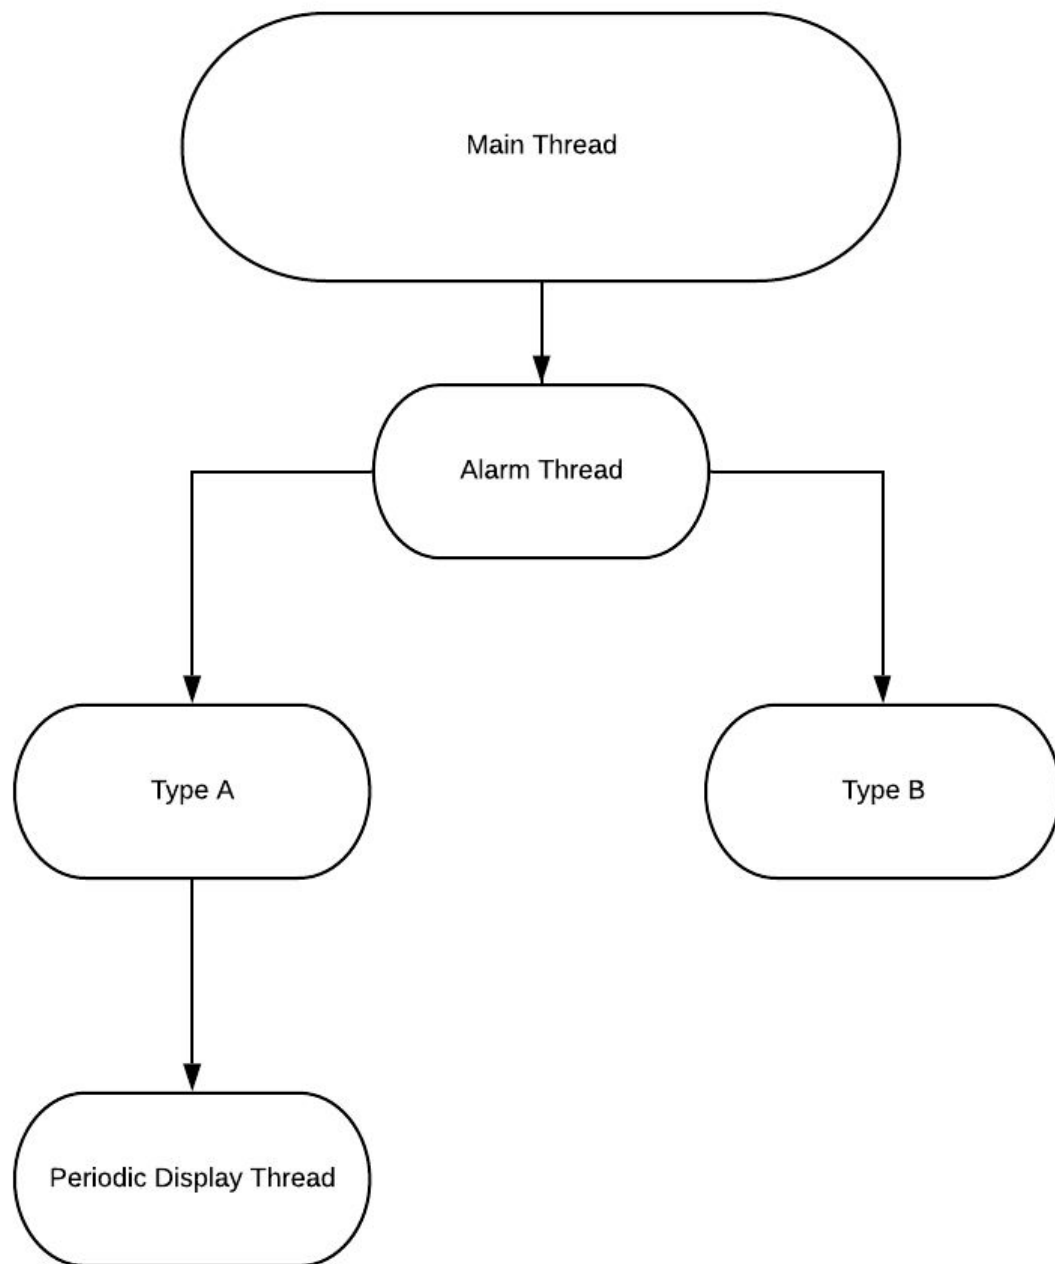 Main Thread
Alarm Thread
Type A
Type B
Periodic Display Thread